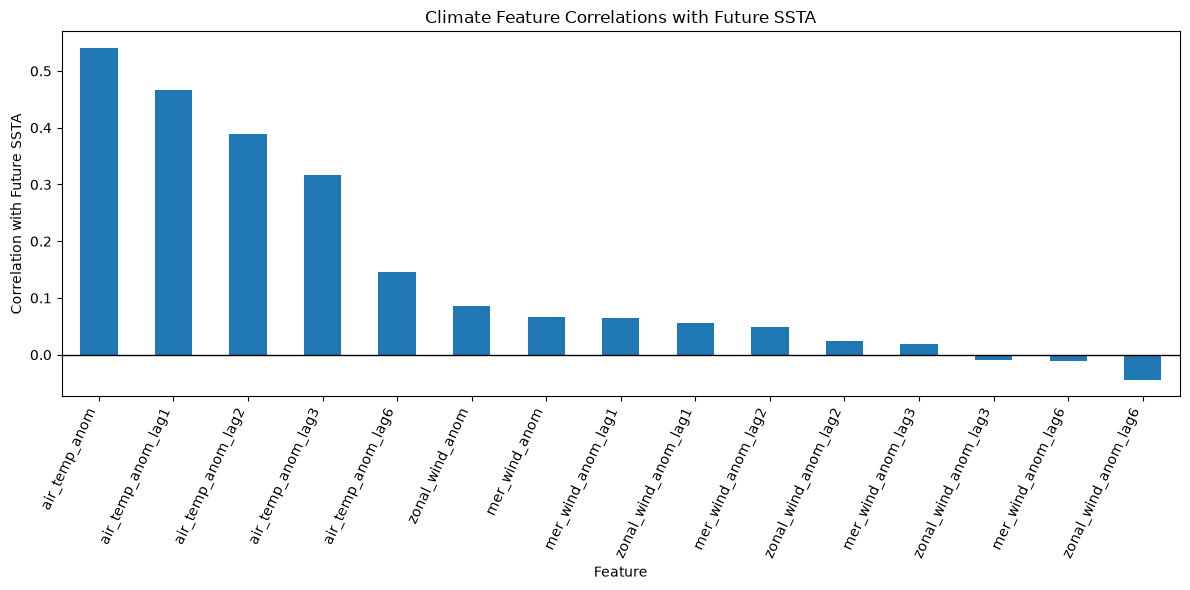 Climate Feature Correlations with Future SSTA
Correlation with Future SSTA
0.5
0.4
0.3
0.2
0.1
0.0
air_temp_anom
air_temp_anom_lag1
air_temp_anom_lag2
air_temp_anom_lag3
air_temp_anom_lag6
zonal_wind_anom
mer_wind_anom
mer_wind_anom_lag1
zonal_wind_anom_lag1
mer_wind_anom_lag2
zonal_wind_anom_lag2
mer_wind_anom_lag3
zonal_wind_anom_lag3
mer_wind_anom_lag6
zonal_wind_anom_lag6
Feature